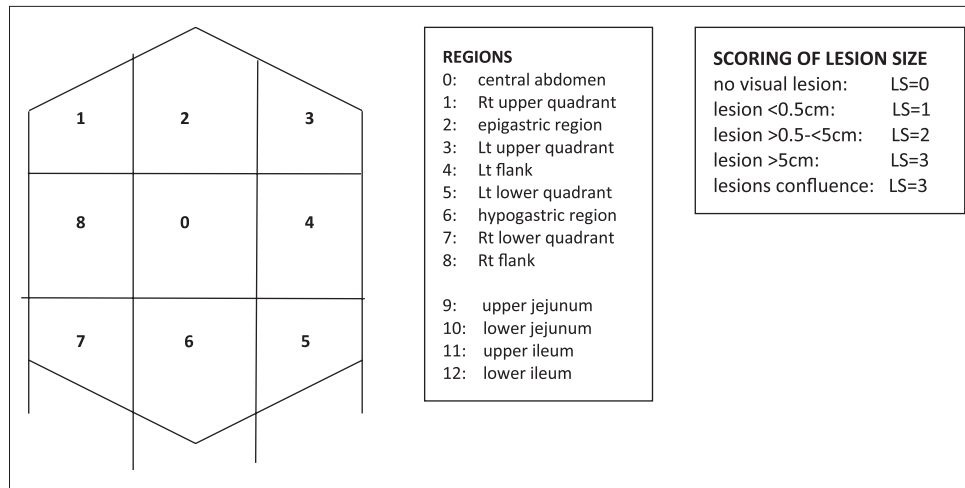 1 2 3
8 0 4
7 6 5
REGIONS
0: central abdomen
1: Rt upper quadrant
2: epigastric region
3: Lt upper quadrant
4: Lt flank
5: Lt lower quadrant
6: hypogastric region
7: Rt lower quadrant
8: Rt flank
9: upper jejunum
10: lower jejunum
11: upper ileum
12: lower ileum
SCORING OF LESION SIZE
no visual lesion: LS=0
lesion <0.5cm: LS=1
lesion >0.5-<5cm: LS=2
lesion >5cm: LS=3
lesions confluence: LS=3